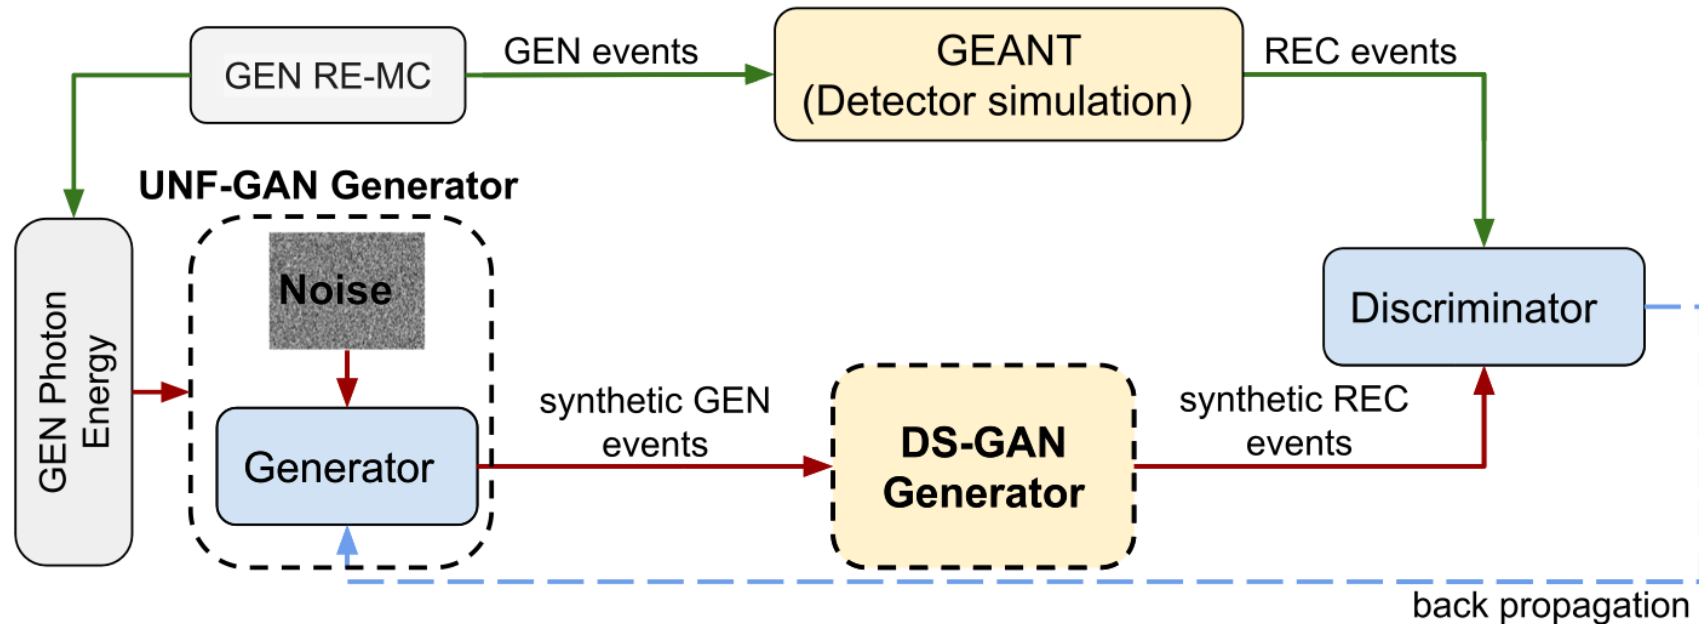 GEN RE-MC
GEN events
GEANT
(Detector simulation)
REC events
UNF-GAN Generator
GEN Photon
Energy
Noise
Generator
synthetic GEN
events
DS-GAN
Generator
synthetic REC
events
Discriminator
back propagation